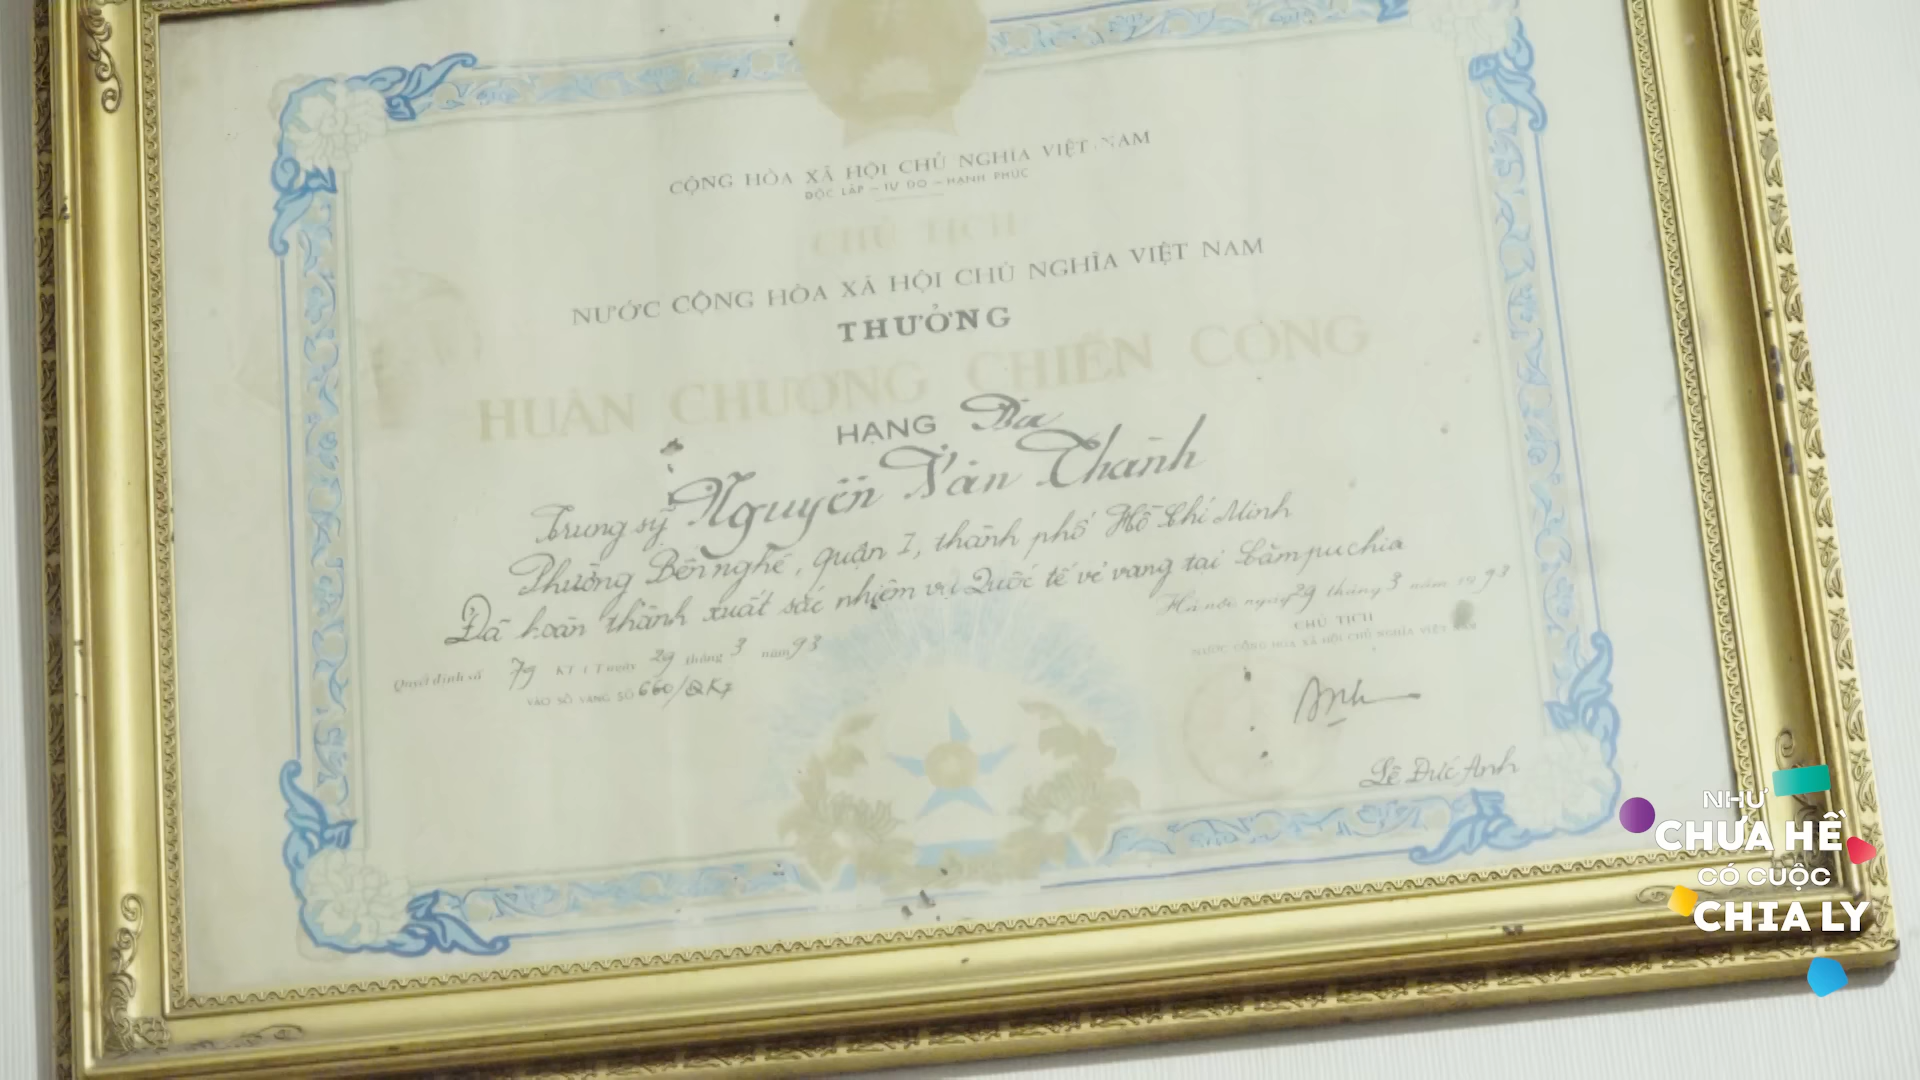 CỘNG HÒA XÃ HỘI CHỦ NGHĨA VIỆT NAM
ĐỘC LẬP - TỰ DO - HẠNH PHÚC
CHỦ TỊCH
NƯỚC CỘNG HÒA XÃ HỘI CHỦ NGHĨA VIỆT NAM
THƯỞNG
HUÂN CHƯƠNG CHIẾN CÔNG
HẠNG Ba
Trung sỹ Nguyễn Văn Thành
Phường Bến nghé, quận I, thành phố Hồ Chí Minh
Đã hoàn thành xuất sắc nhiệm vụ Quốc tế vẻ vang tại Cămpuchia
Hà nội, ngày 29 tháng 3 năm 1993
CHỦ TỊCH
NƯỚC CỘNG HÒA XÃ HỘI CHỦ NGHĨA VIỆT NAM
Quyết định số 79 KT/CT ngày 29 tháng 3 năm 93
VÀO SỔ VÀNG SỐ 660/QK7
Anh
Lê Đức Anh
NHƯ
CHƯA HỀ
CÓ CUỘC
CHIA LY